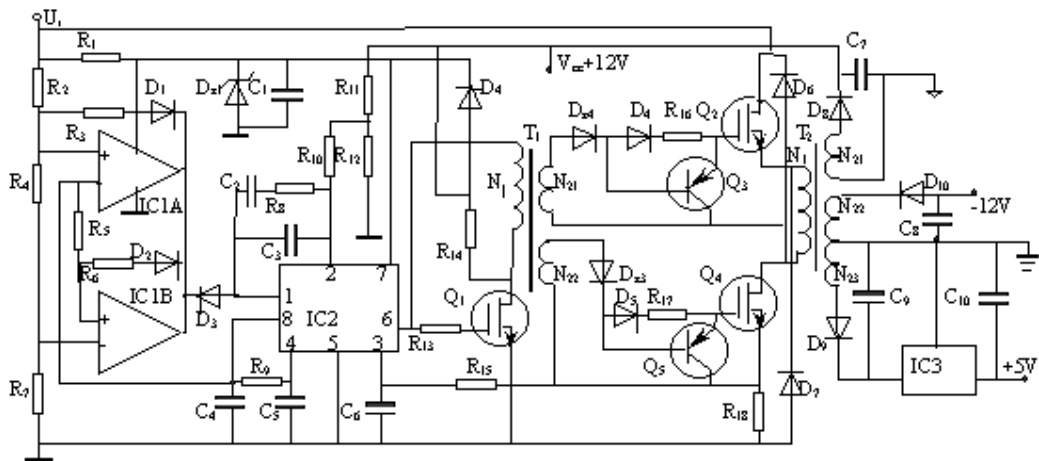 U₁
R₁
R₂
R₃
R₄
R₅
R₆
R₇
D₁
D₂
D₃
IC1A
IC1B
+
-
+
-
Dz1
C₁
C₂
C₃
R₈
R₁₀
R₁₁
R₁₂
2
7
1
8
IC2
6
4
5
3
R₉
C₄
C₅
C₆
R₁₃
R₁₄
R₁₅
Q₁
D₄
Vcc+12V
T₁
N₁
N₂₁
N₂₂
Dz4
D₄
R₁₆
Q₂
Q₃
Dz3
D₅
R₁₇
Q₄
Q₅
R₁₈
D₆
D₇
T₂
N₁
N₂₁
N₂₂
N₂₃
C₇
D₈
D₁₀
-12V
C₈
C₉
C₁₀
D₉
IC3
+5V